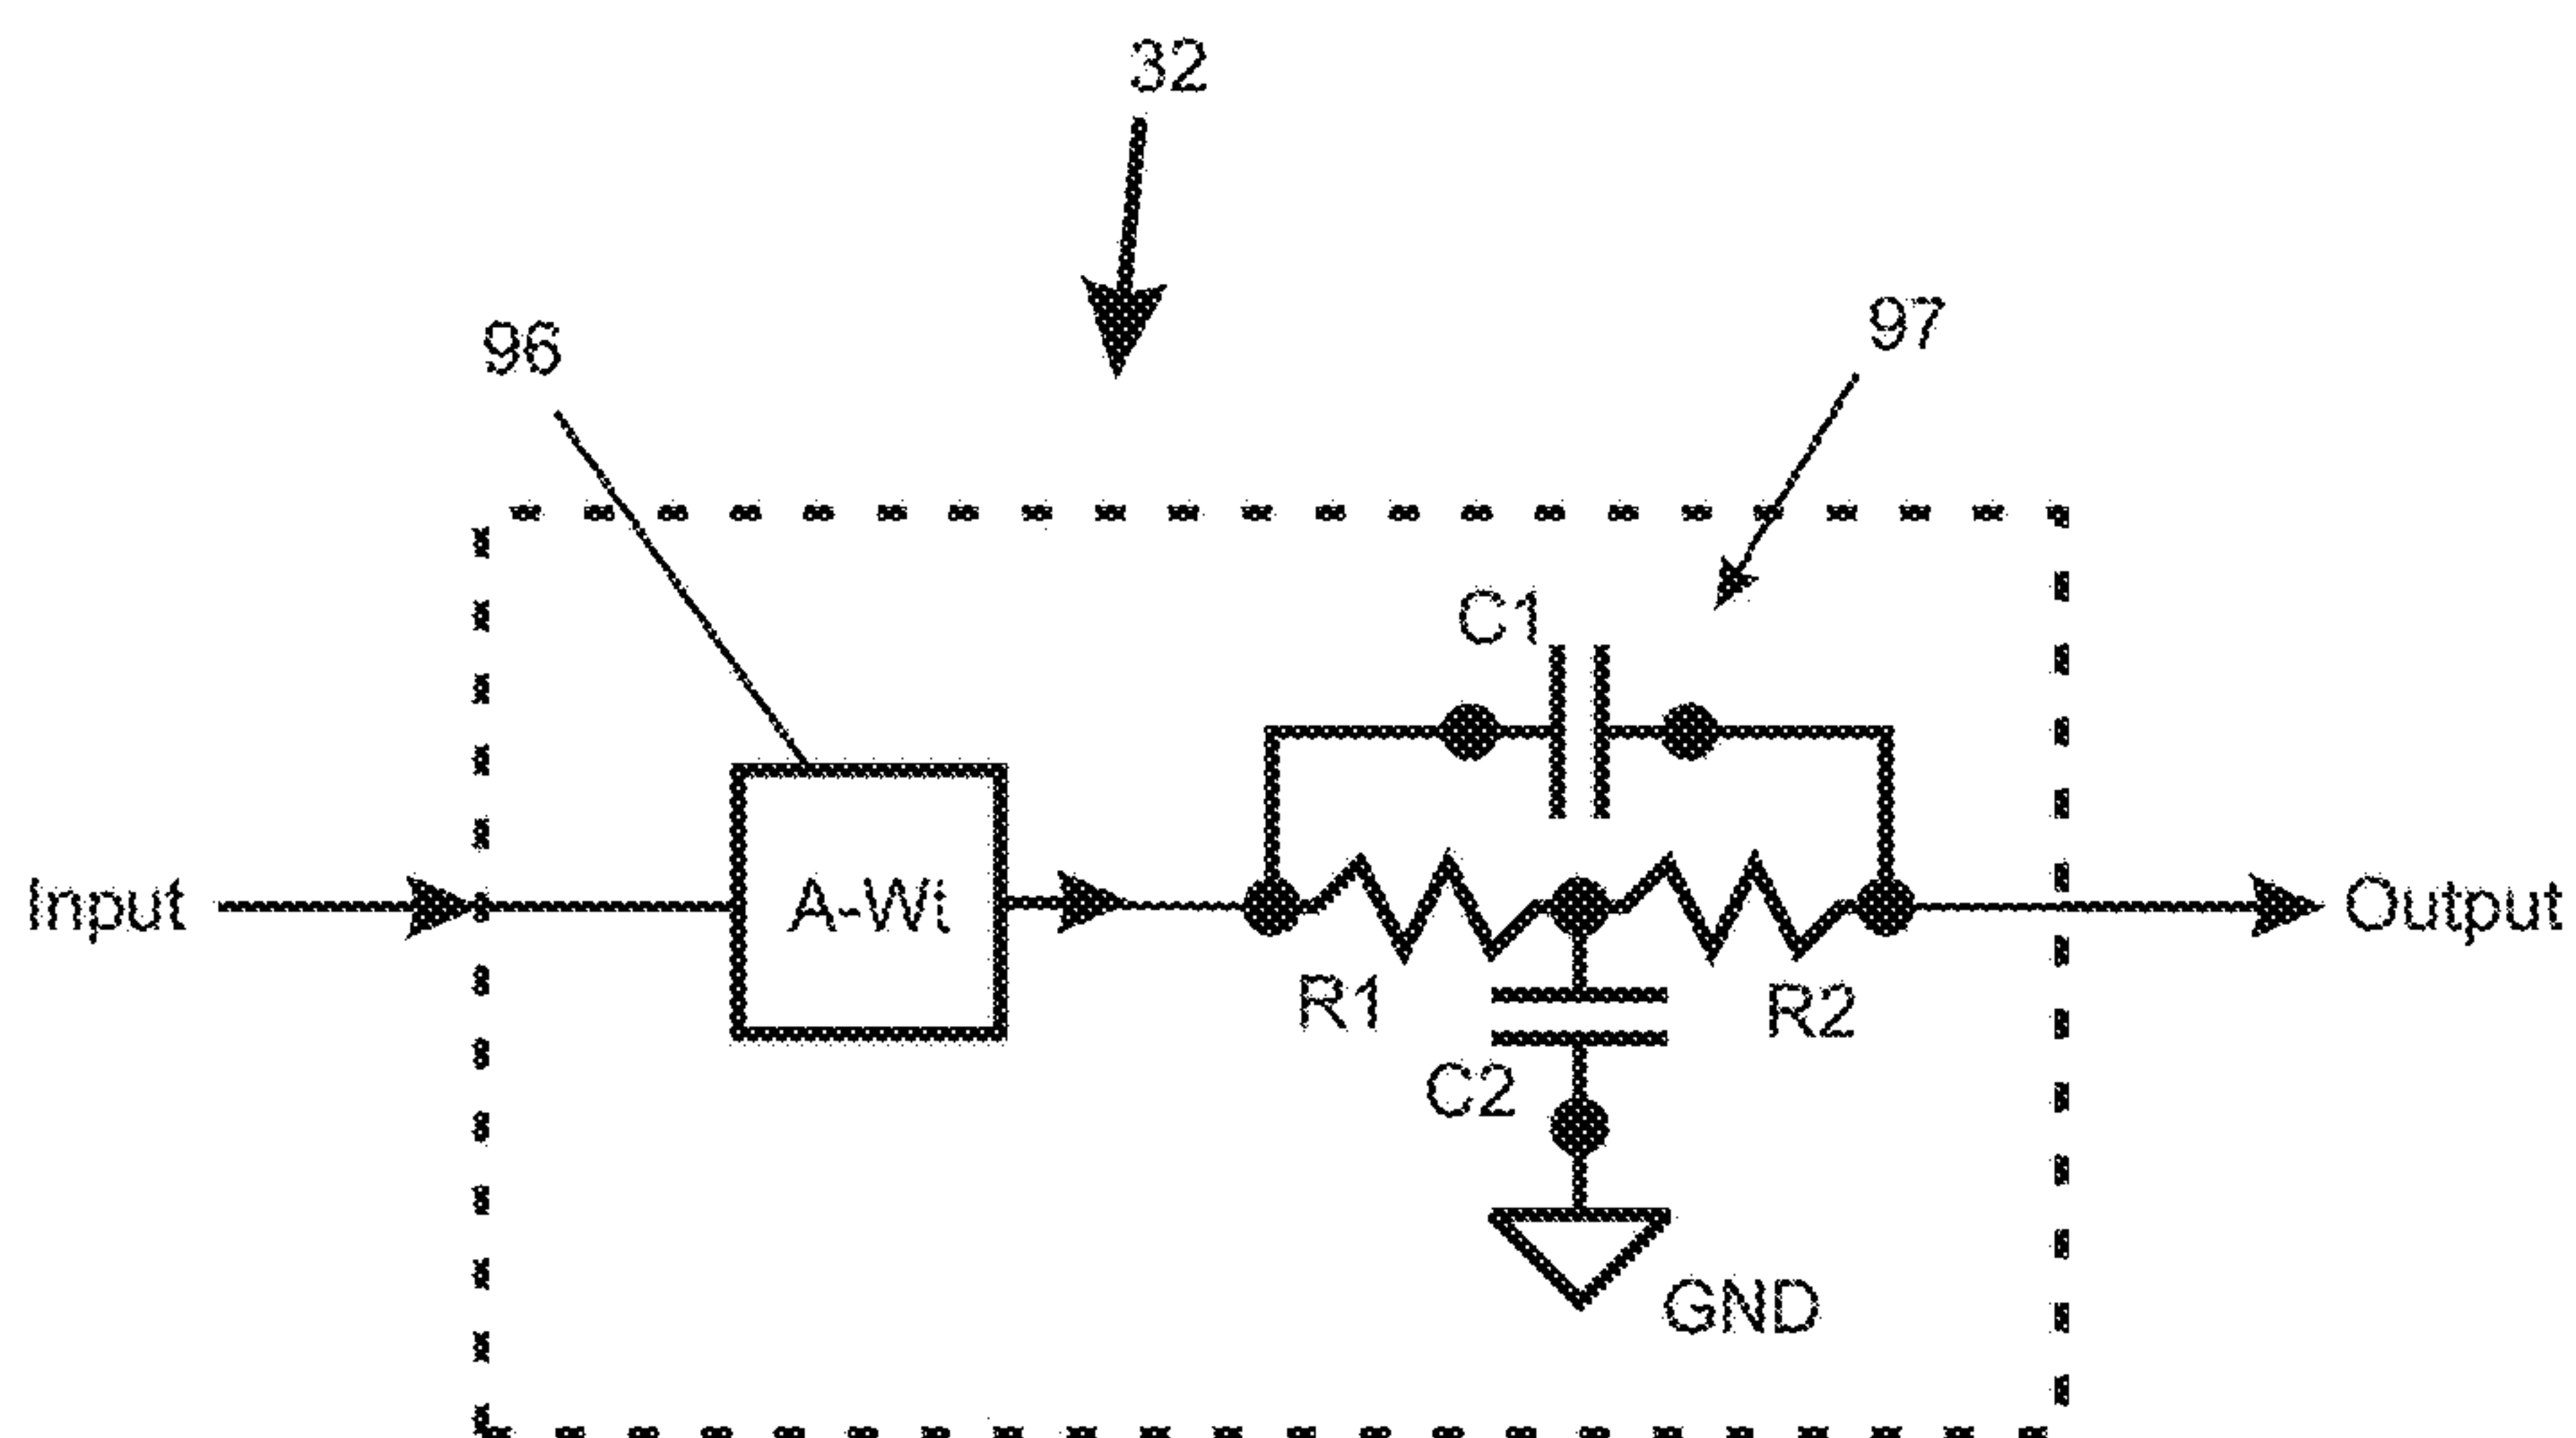 32
96
97
C1
Input
A-Wt
Output
R1
R2
C2
GND